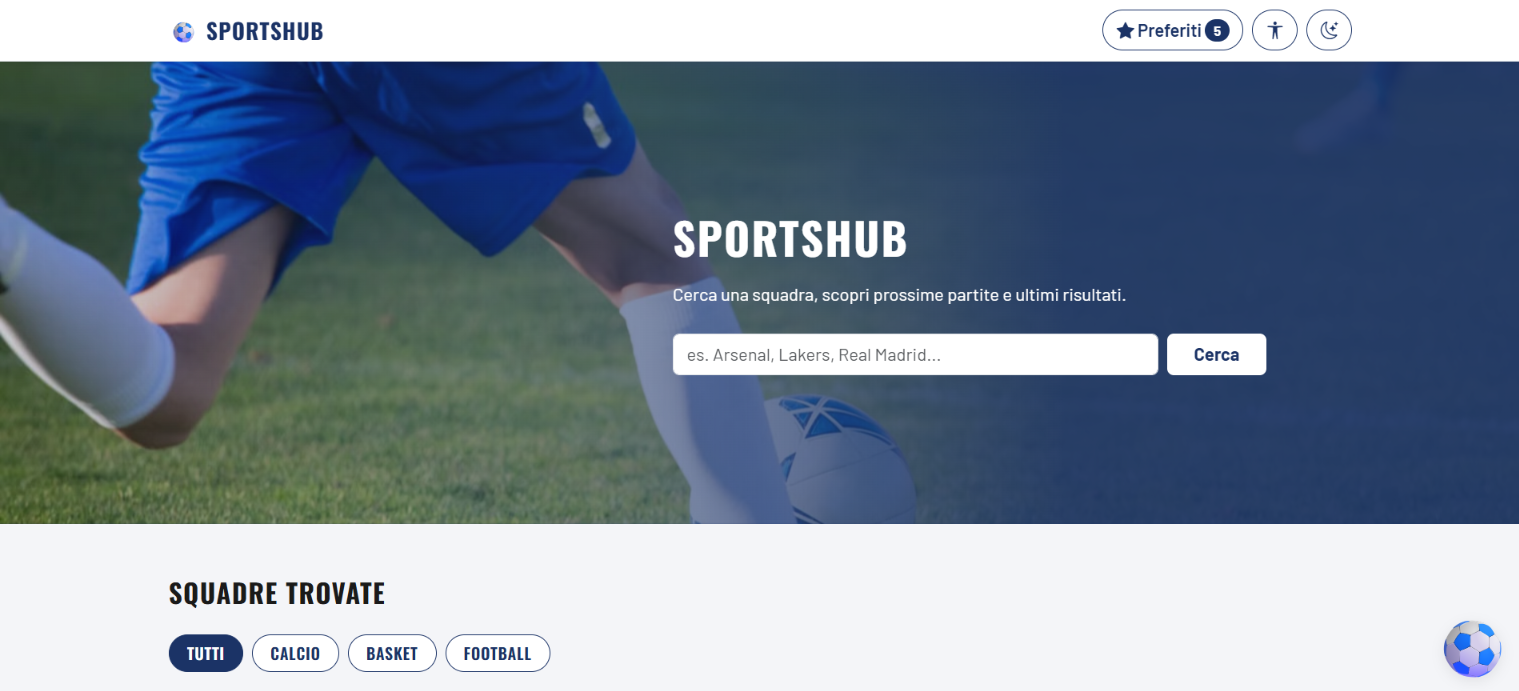 SPORTSHUB
Preferiti 5
SPORTSHUB
Cerca una squadra, scopri prossime partite e ultimi risultati.
es. Arsenal, Lakers, Real Madrid...
Cerca
SQUADRE TROVATE
TUTTI CALCIO BASKET FOOTBALL